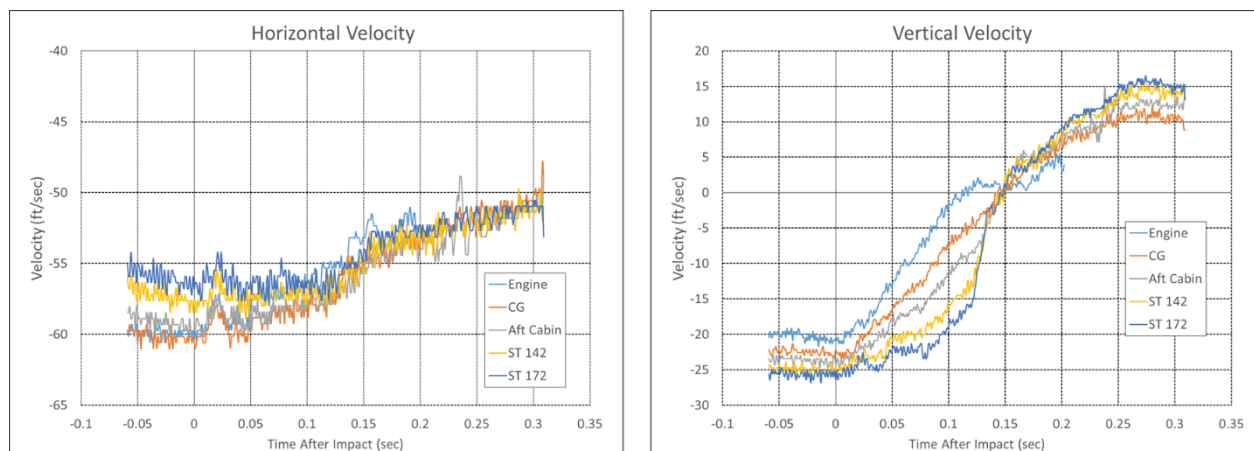 Horizontal Velocity
-40
-45
-50
-55
-60
-65
Velocity (ft/sec)
-0.1
-0.05
0
0.05
0.1
0.15
0.2
0.25
0.3
0.35
Time After Impact (sec)
Engine
CG
Aft Cabin
ST 142
ST 172
Vertical Velocity
20
15
10
5
0
-5
-10
-15
-20
-25
-30
Velocity (ft/sec)
-0.1
-0.05
0
0.05
0.1
0.15
0.2
0.25
0.3
0.35
Time After Impact (sec)
Engine
CG
Aft Cabin
ST 142
ST 172